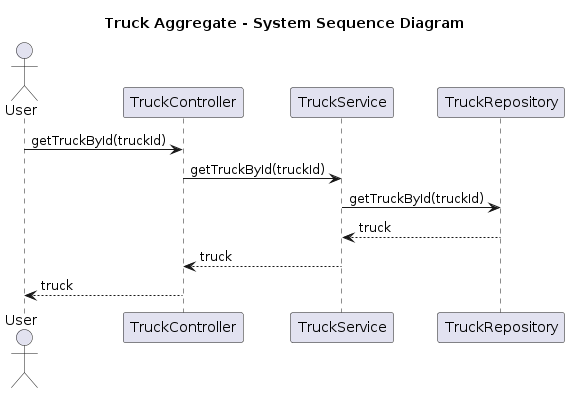 Truck Aggregate - System Sequence Diagram
User
TruckController
TruckService
TruckRepository
getTruckById(truckId)
getTruckById(truckId)
getTruckById(truckId)
truck
truck
truck
User
TruckController
TruckService
TruckRepository